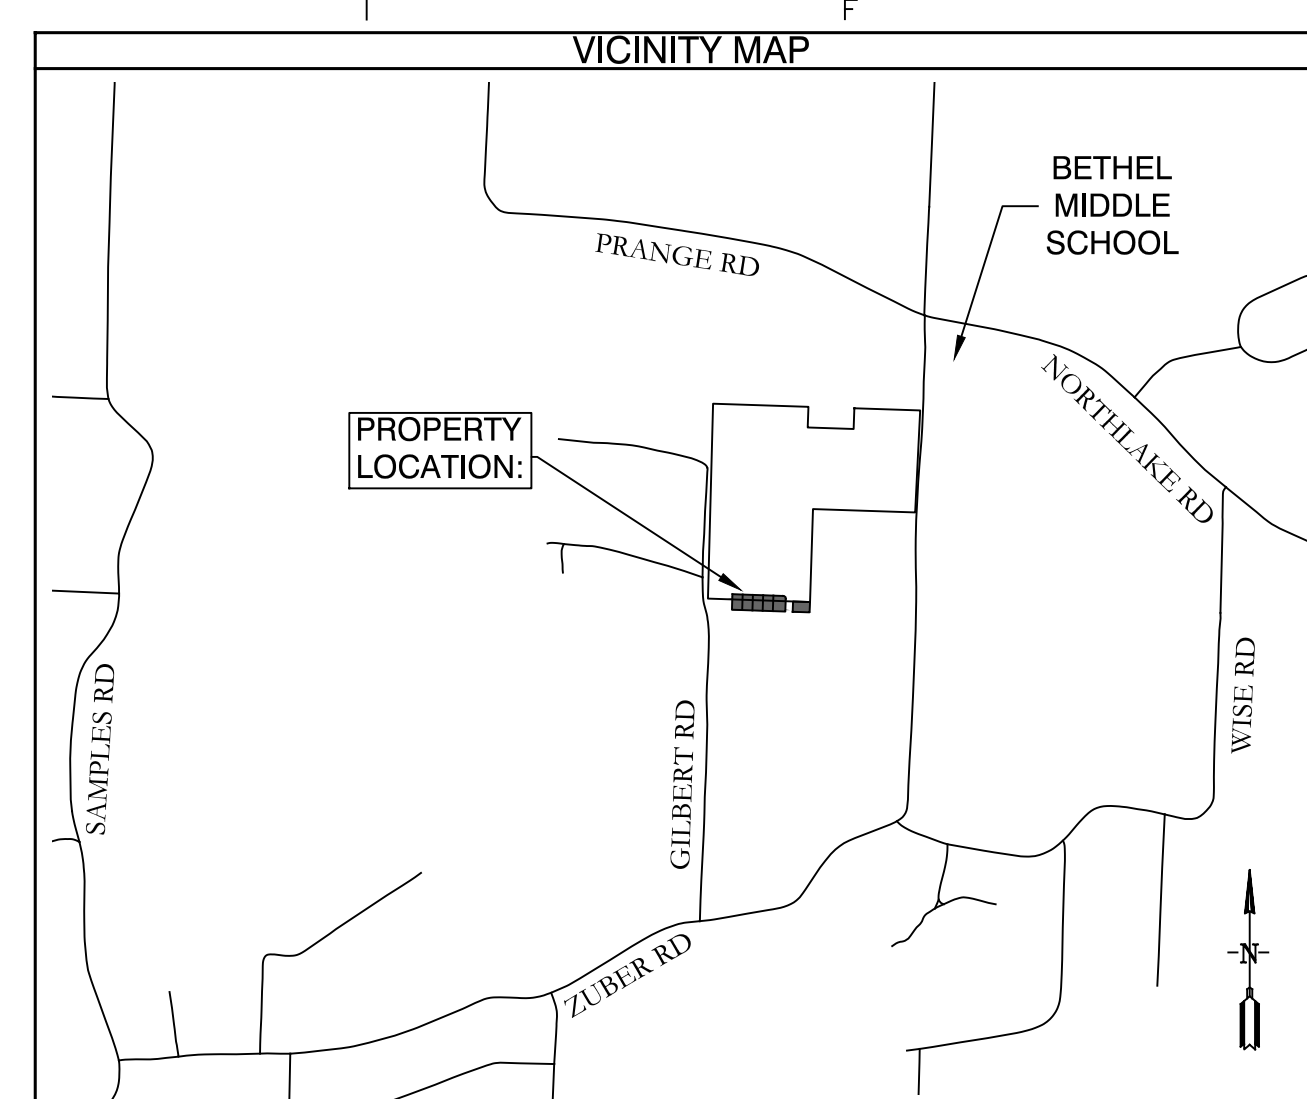 VICINITY MAP
BETHEL
MIDDLE
SCHOOL
PRANGE RD
NORTHLAKE RD
PROPERTY
LOCATION:
SAMPLES RD
GILBERT RD
WISE RD
ZUBER RD
-N-